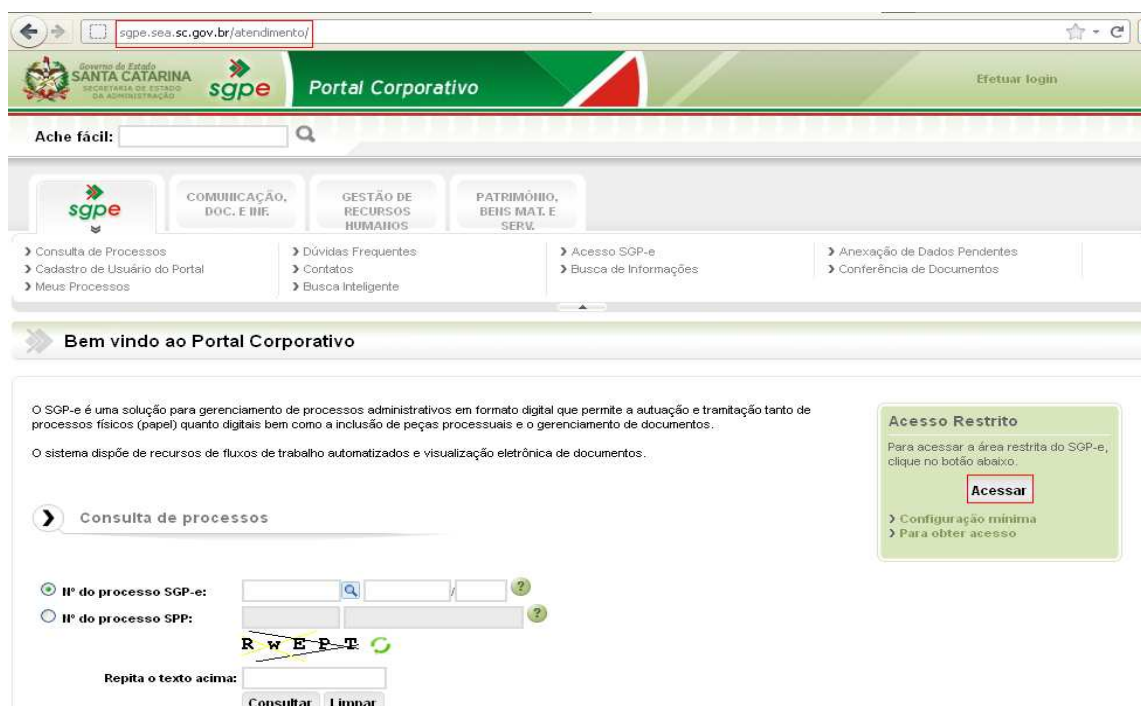 sgpe.sea.sc.gov.br/atendimento/
Governo do Estado
SANTA CATARINA
SECRETARIA DE ESTADO
DA ADMINISTRAÇÃO
sgpe
Portal Corporativo
Efetuar login
Ache fácil:
sgpe
COMUNICAÇÃO,
DOC. E INF.
GESTÃO DE
RECURSOS
HUMANOS
PATRIMÔNIO,
BENS MAT. E
SERV.
Consulta de Processos
Cadastro de Usuário do Portal
Meus Processos
Dúvidas Frequentes
Contatos
Busca Inteligente
Acesso SGP-e
Busca de Informações
Anexação de Dados Pendentes
Conferência de Documentos
Bem vindo ao Portal Corporativo
O SGP-e é uma solução para gerenciamento de processos administrativos em formato digital que permite a autuação e tramitação tanto de
processos físicos (papel) quanto digitais bem como a inclusão de peças processuais e o gerenciamento de documentos.
O sistema dispõe de recursos de fluxos de trabalho automatizados e visualização eletrônica de documentos.
Acesso Restrito
Para acessar a área restrita do SGP-e,
clique no botão abaixo.
Acessar
Configuração mínima
Para obter acesso
Consulta de processos
Nº do processo SGP-e:
/
?
Nº do processo SPP:
?
R w E P T
Repita o texto acima:
Consultar Limpar